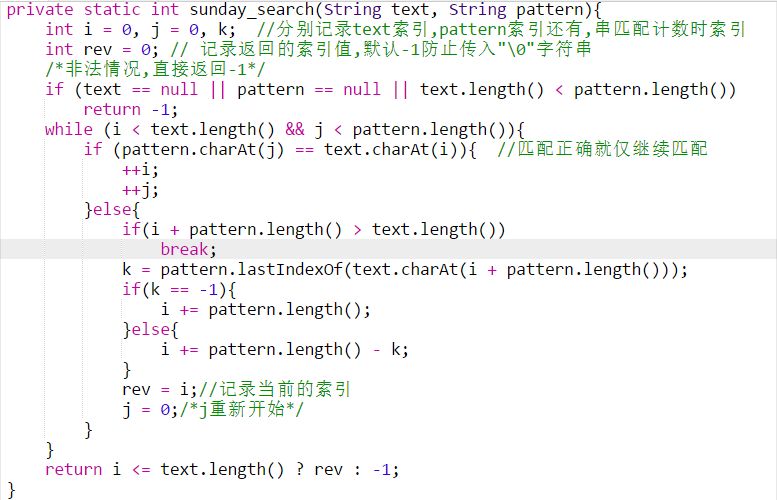 private static int sunday_search(String text, String pattern){
    int i = 0, j = 0, k;  //分别记录text索引,pattern索引还有,串匹配计数时索引
    int rev = 0; // 记录返回的索引值,默认-1防止传入"\0"字符串
    /*非法情况,直接返回-1*/
    if (text == null || pattern == null || text.length() < pattern.length())
        return -1;
    while (i < text.length() && j < pattern.length()){
        if (pattern.charAt(j) == text.charAt(i)){  //匹配正确就仅继续匹配
            ++i;
            ++j;
        }else{
            if(i + pattern.length() > text.length())
                break;
            k = pattern.lastIndexOf(text.charAt(i + pattern.length()));
            if(k == -1){
                i += pattern.length();
            }else{
                i += pattern.length() - k;
            }
            rev = i;//记录当前的索引
            j = 0;/*j重新开始*/
        }
    }
    return i <= text.length() ? rev : -1;
}